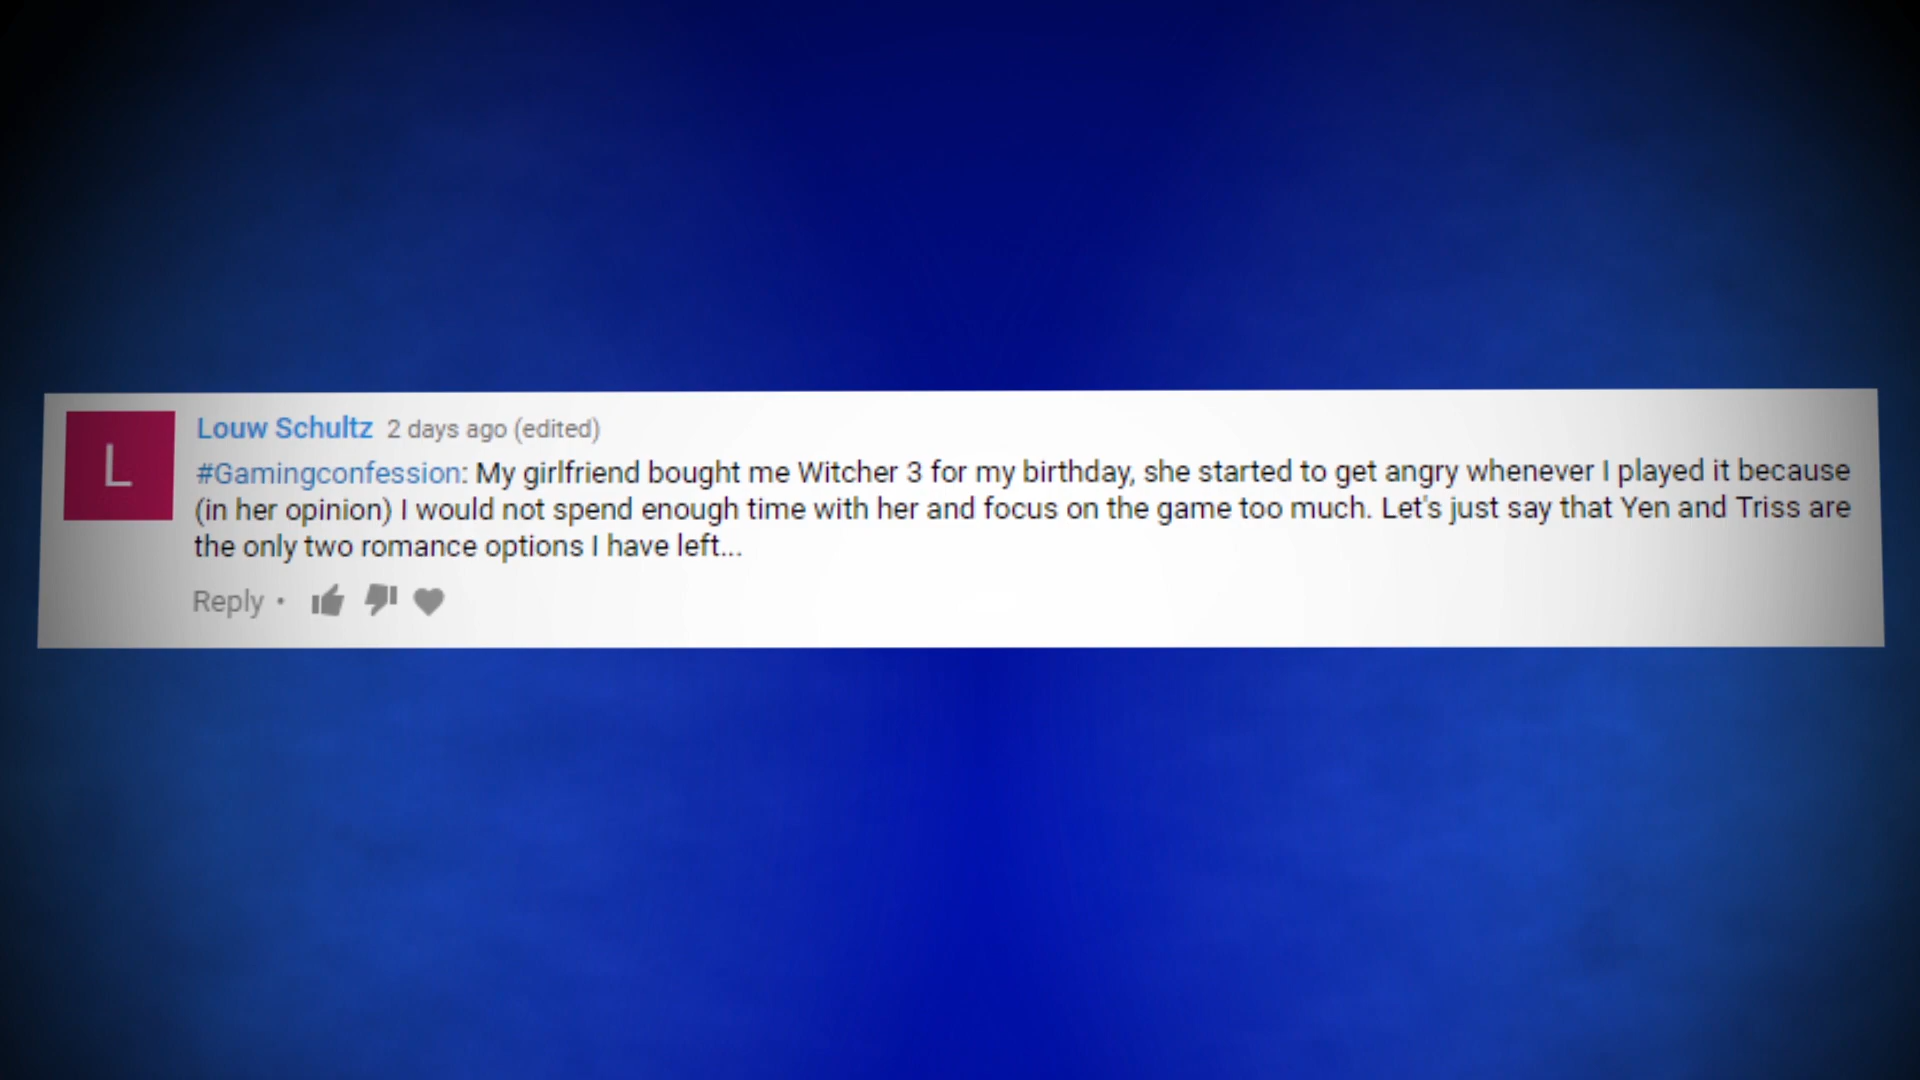 L
Louw Schultz 2 days ago (edited)
#Gamingconfession: My girlfriend bought me Witcher 3 for my birthday, she started to get angry whenever I played it because
(in her opinion) I would not spend enough time with her and focus on the game too much. Let's just say that Yen and Triss are
the only two romance options I have left...
Reply •